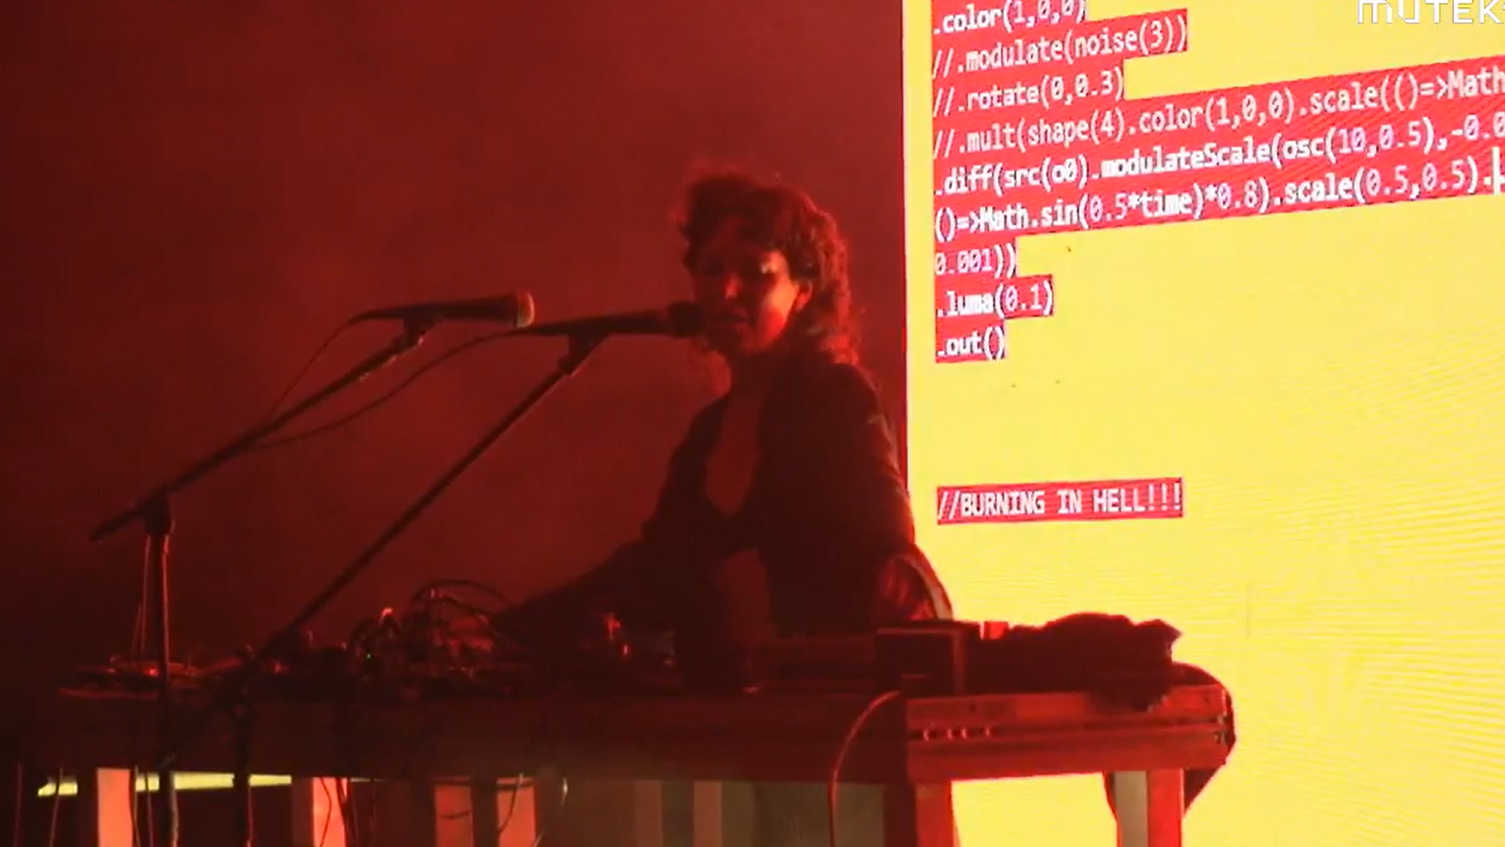 MUTEK
.color(1,0,0)
//.modulate(noise(3))
//.rotate(0,0.3)
//.mult(shape(4).color(1,0,0).scale(()=>Math
.diff(src(o0).modulateScale(osc(10,0.5),-0.0
()=>Math.sin(0.5*time)*0.8).scale(0.5,0.5).
0.001))
.luma(0.1)
.out()
//BURNING IN HELL!!!